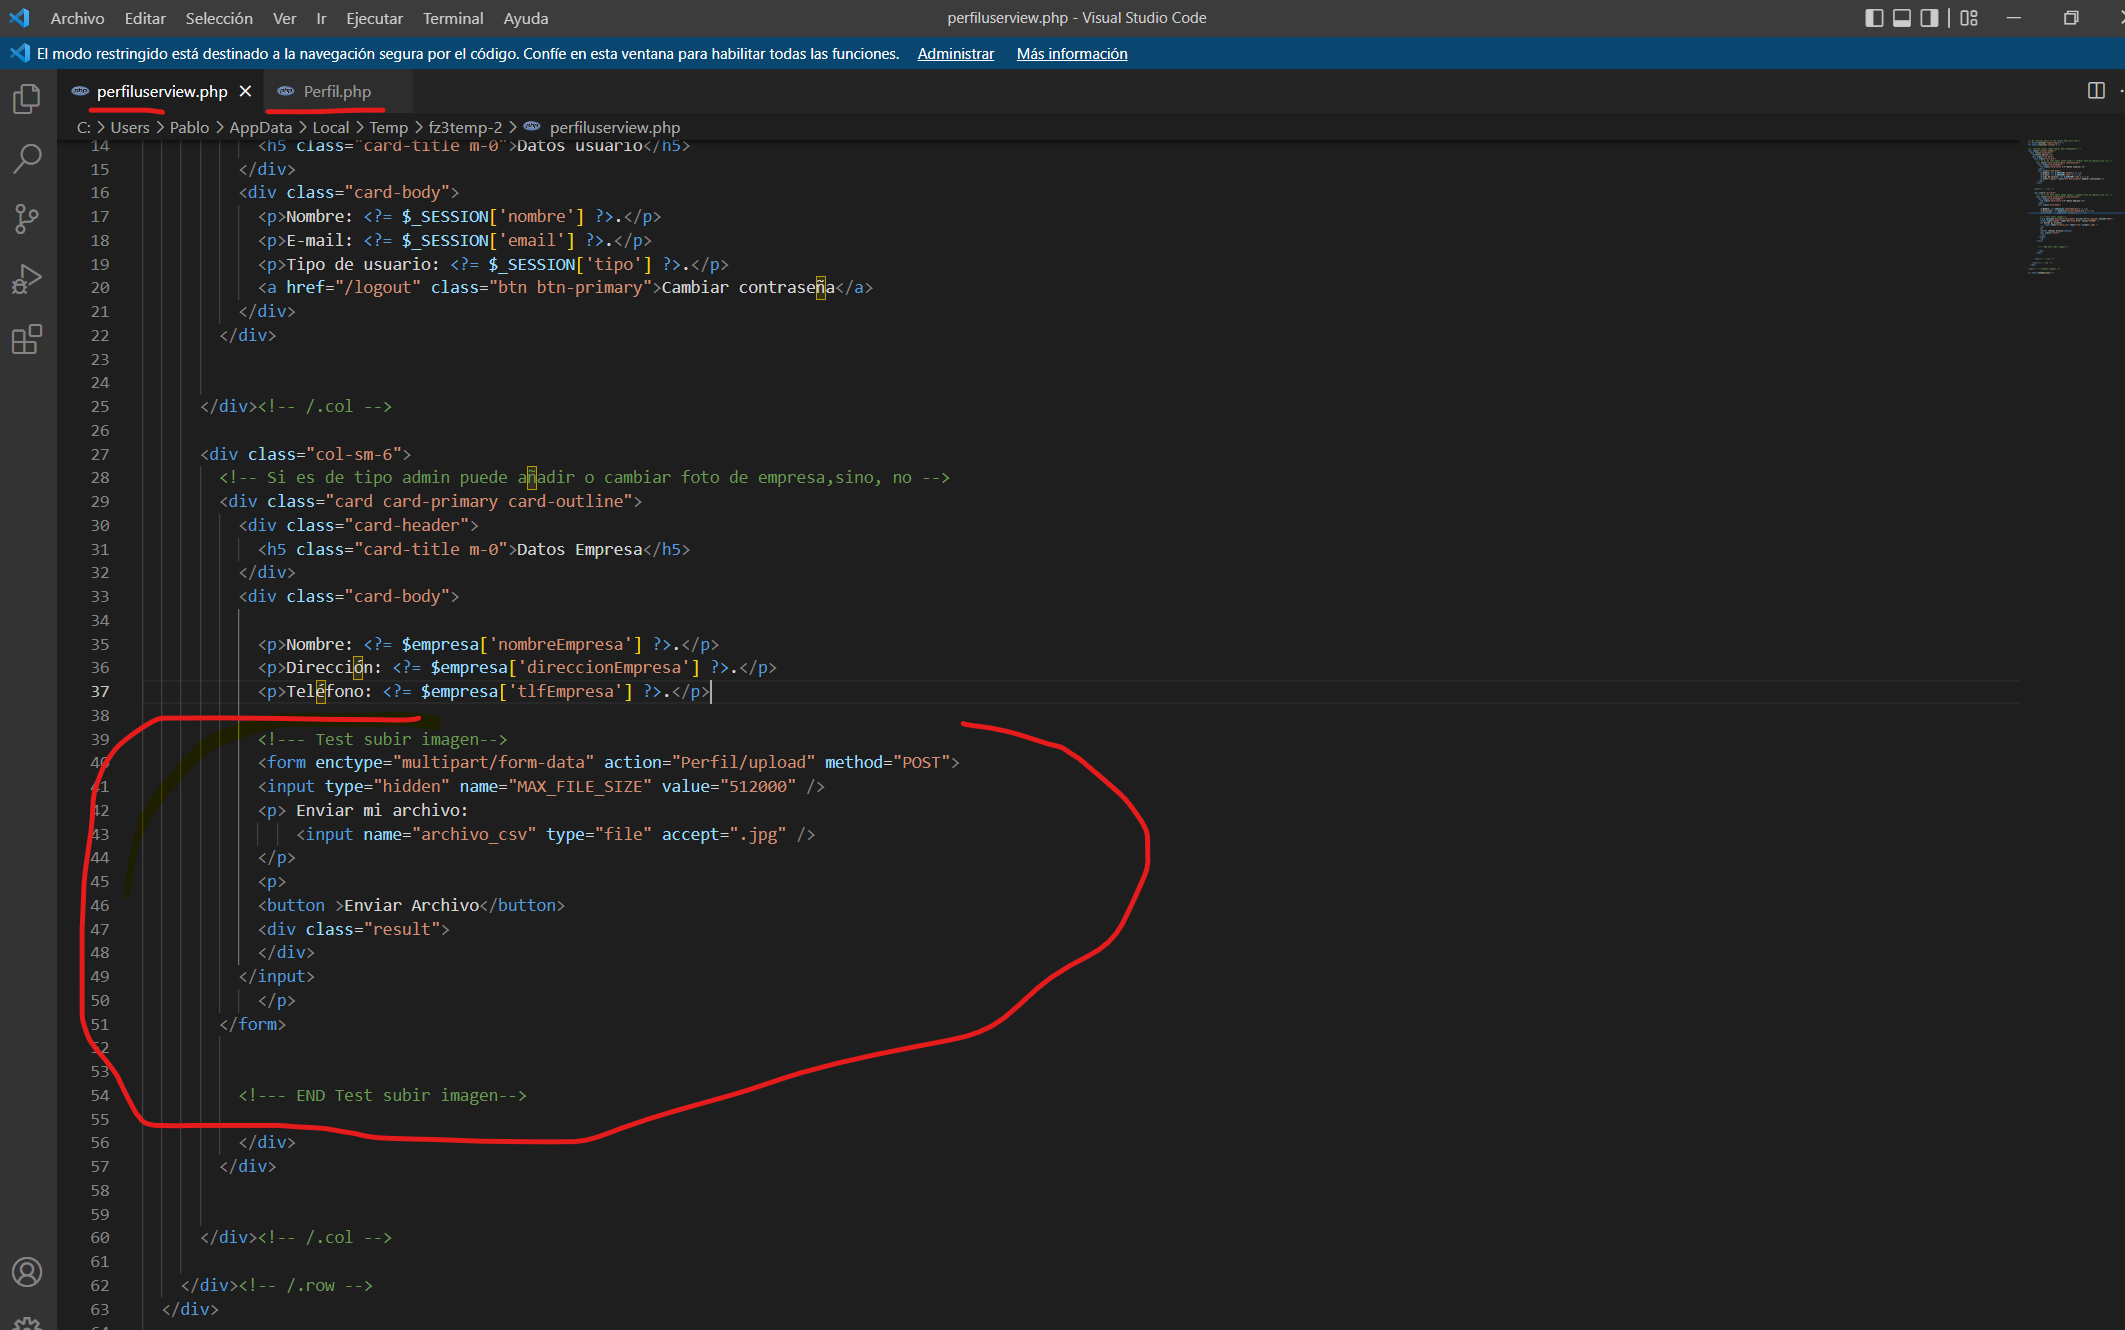 Archivo Editar Selección Ver Ir Ejecutar Terminal Ayuda perfiluserview.php - Visual Studio Code
El modo restringido está destinado a la navegación segura por el código. Confíe en esta ventana para habilitar todas las funciones. Administrar Más información
perfiluserview.php Perfil.php
C: > Users > Pablo > AppData > Local > Temp > fz3temp-2 > perfiluserview.php
14 <h5 class="card-title m-0">Datos usuario</h5>
15 </div>
16 <div class="card-body">
17 <p>Nombre: <?= $_SESSION['nombre'] ?>.</p>
18 <p>E-mail: <?= $_SESSION['email'] ?>.</p>
19 <p>Tipo de usuario: <?= $_SESSION['tipo'] ?>.</p>
20 <a href="/logout" class="btn btn-primary">Cambiar contraseña</a>
21 </div>
22 </div>
23
24
25 </div><!-- /.col -->
26
27 <div class="col-sm-6">
28 <!-- Si es de tipo admin puede añadir o cambiar foto de empresa,sino, no -->
29 <div class="card card-primary card-outline">
30 <div class="card-header">
31 <h5 class="card-title m-0">Datos Empresa</h5>
32 </div>
33 <div class="card-body">
34
35 <p>Nombre: <?= $empresa['nombreEmpresa'] ?>.</p>
36 <p>Dirección: <?= $empresa['direccionEmpresa'] ?>.</p>
37 <p>Teléfono: <?= $empresa['tlfEmpresa'] ?>.</p>
38
39 <!--- Test subir imagen-->
40 <form enctype="multipart/form-data" action="Perfil/upload" method="POST">
41 <input type="hidden" name="MAX_FILE_SIZE" value="512000" />
42 <p> Enviar mi archivo:
43 <input name="archivo_csv" type="file" accept=".jpg" />
44 </p>
45 <p>
46 <button >Enviar Archivo</button>
47 <div class="result">
48 </div>
49 </input>
50 </p>
51 </form>
52
53
54 <!--- END Test subir imagen-->
55
56 </div>
57 </div>
58
59
60 </div><!-- /.col -->
61
62 </div><!-- /.row -->
63 </div>